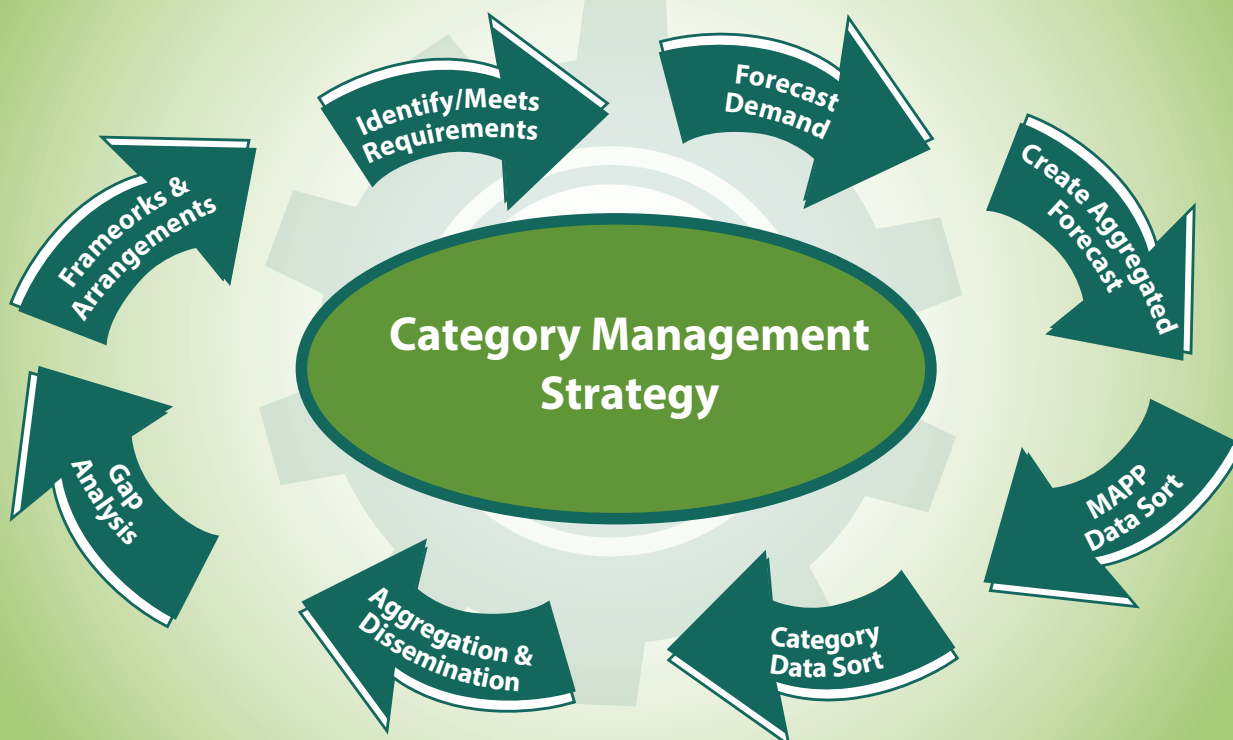 Identify/Meets
Requirements
Forecast
Demand
Create Aggregated
Forecast
MAPP
Data Sort
Category
Data Sort
Aggregation &
Dissemination
Gap
Analysis
Frameorks &
Arrangements
Category Management
Strategy